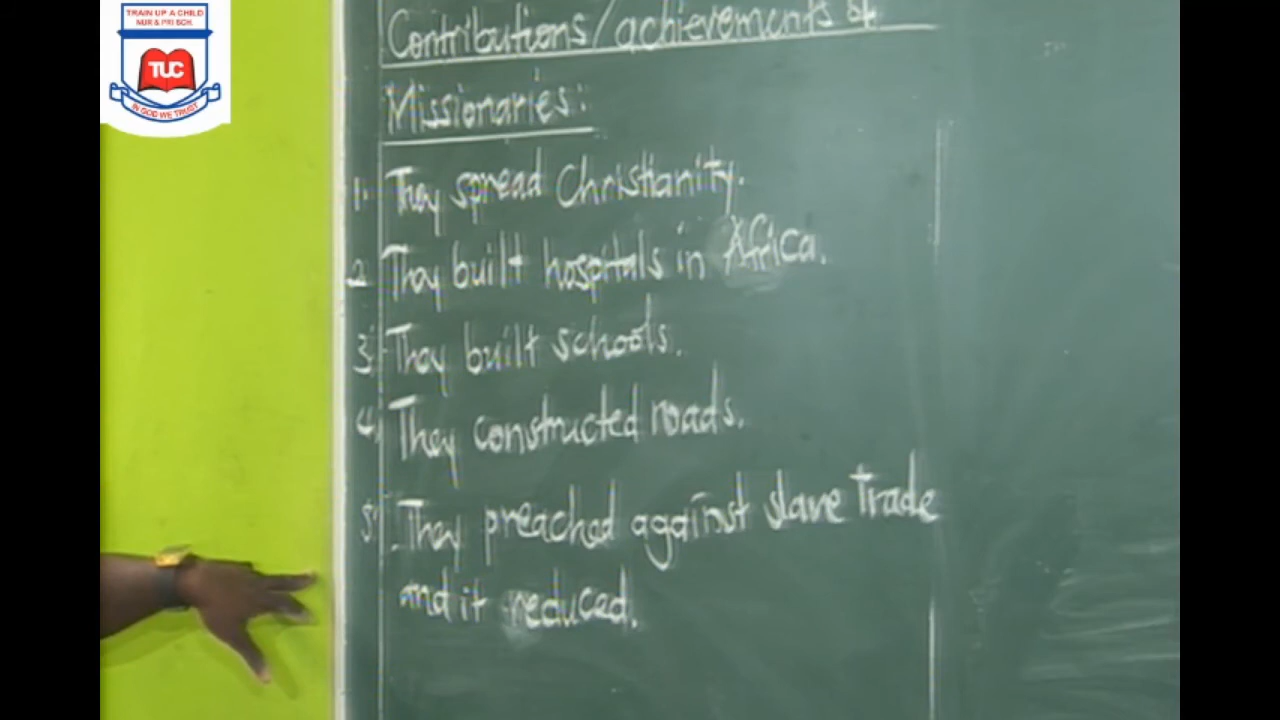 TRAIN UP A CHILD
NUR & PRI SCH.
TUC
IN GOD WE TRUST
Contributions/achievements of
Missionaries:
1. They spread Christianity.
2 They built hospitals in Africa.
3. They built schools.
4. They constructed roads.
5. They preached against slave Trade
and it reduced.